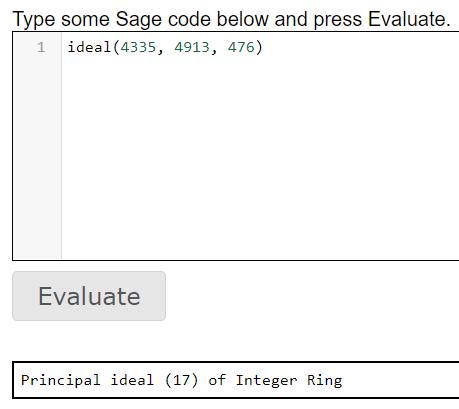 Type some Sage code below and press Evaluate.
1 ideal(4335, 4913, 476)
Evaluate
Principal ideal (17) of Integer Ring